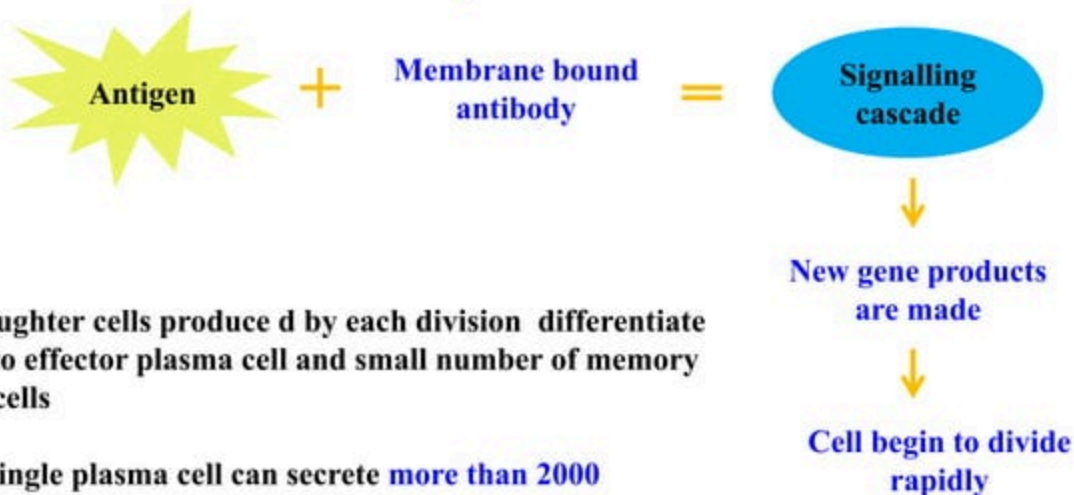 Antigen
+
Membrane bound
antibody
=
Signalling
cascade
New gene products
are made
Cell begin to divide
rapidly
ughter cells produce d by each division differentiate
o effector plasma cell and small number of memory
cells
ingle plasma cell can secrete more than 2000